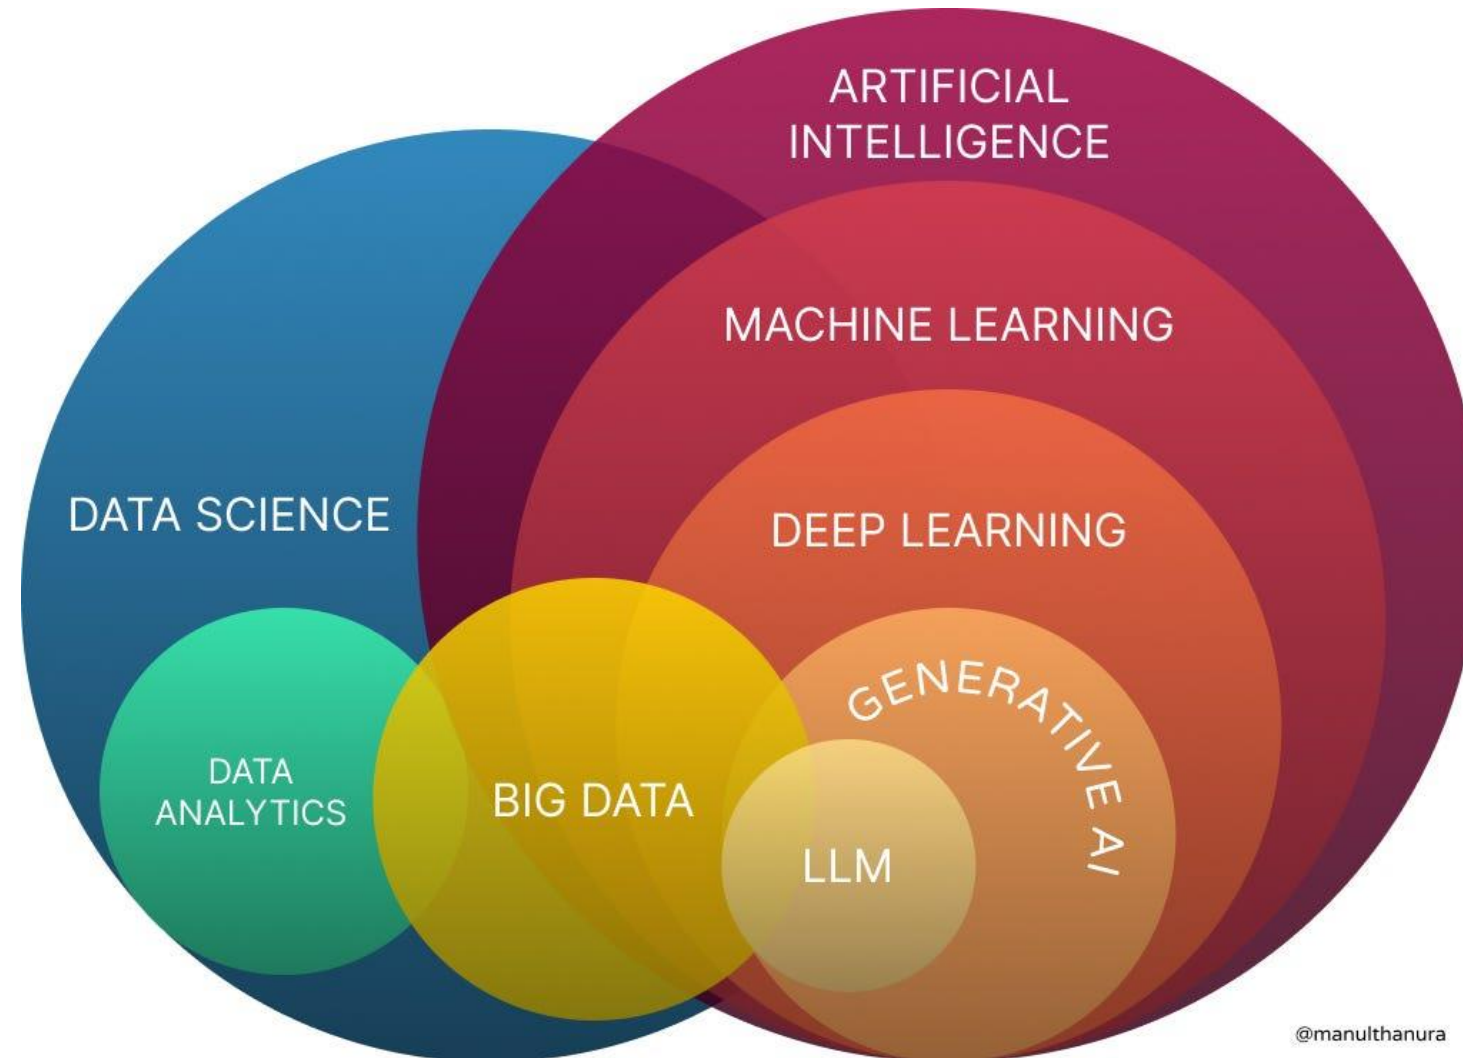 ARTIFICIAL
INTELLIGENCE
MACHINE LEARNING
DATA SCIENCE
DEEP LEARNING
GENERATIVE AI
DATA
ANALYTICS
BIG DATA
LLM
@manulthanura